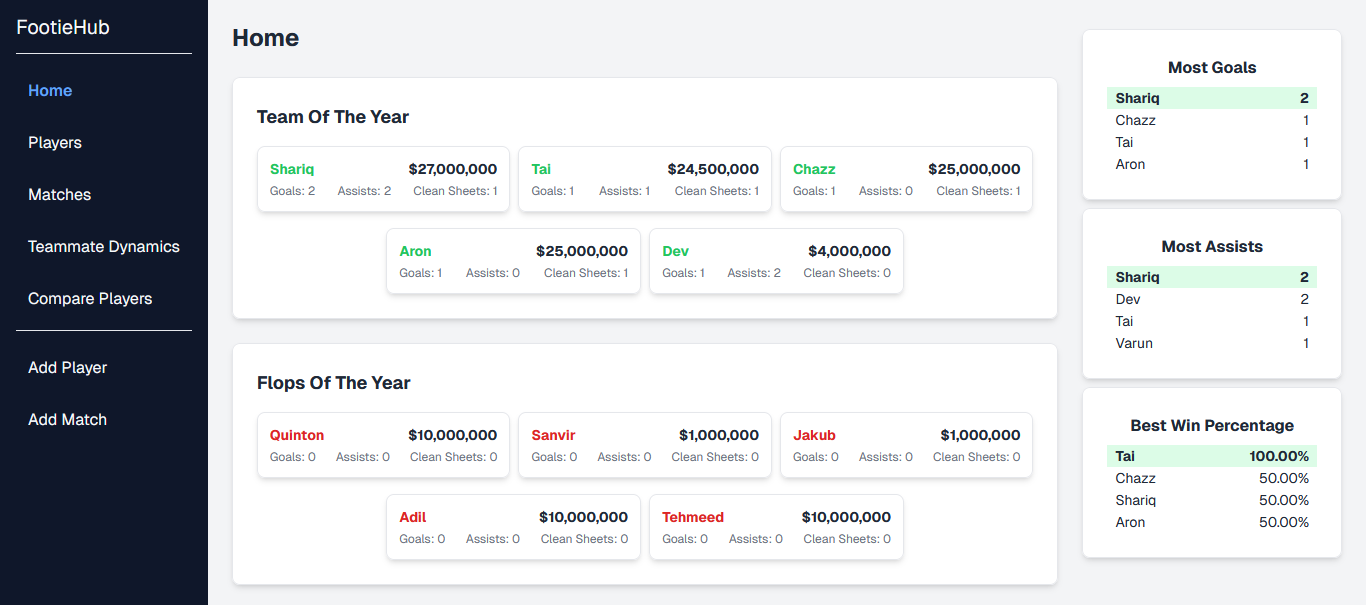 FootieHub
Home
Players
Matches
Teammate Dynamics
Compare Players
Add Player
Add Match
Home
Team Of The Year
Shariq $27,000,000
Goals: 2 Assists: 2 Clean Sheets: 1
Tai $24,500,000
Goals: 1 Assists: 1 Clean Sheets: 1
Chazz $25,000,000
Goals: 1 Assists: 0 Clean Sheets: 1
Aron $25,000,000
Goals: 1 Assists: 0 Clean Sheets: 1
Dev $4,000,000
Goals: 1 Assists: 2 Clean Sheets: 0
Flops Of The Year
Quinton $10,000,000
Goals: 0 Assists: 0 Clean Sheets: 0
Sanvir $1,000,000
Goals: 0 Assists: 0 Clean Sheets: 0
Jakub $1,000,000
Goals: 0 Assists: 0 Clean Sheets: 0
Adil $10,000,000
Goals: 0 Assists: 0 Clean Sheets: 0
Tehmeed $10,000,000
Goals: 0 Assists: 0 Clean Sheets: 0
Most Goals
Shariq 2
Chazz 1
Tai 1
Aron 1
Most Assists
Shariq 2
Dev 2
Tai 1
Varun 1
Best Win Percentage
Tai 100.00%
Chazz 50.00%
Shariq 50.00%
Aron 50.00%